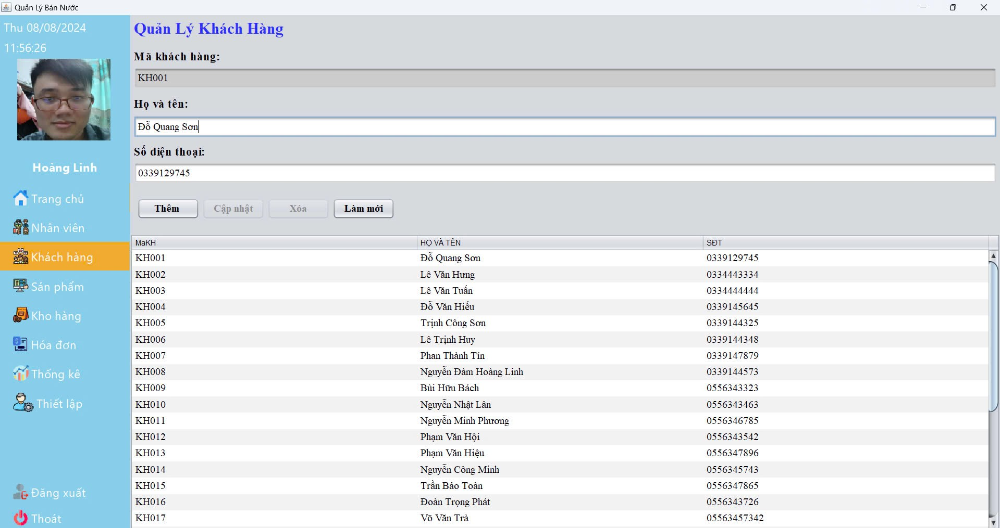 Quản Lý Bán Nước
Thu 08/08/2024
11:56:26
Hoàng Linh
Trang chủ
Nhân viên
Khách hàng
Sản phẩm
Kho hàng
Hóa đơn
Thống kê
Thiết lập
Đăng xuất
Thoát
Quản Lý Khách Hàng
Mã khách hàng:
KH001
Họ và tên:
Đỗ Quang Sơn
Số điện thoại:
0339129745
Thêm Cập nhật Xóa Làm mới
MaKH HỌ VÀ TÊN SĐT
KH001 Đỗ Quang Sơn 0339129745
KH002 Lê Văn Hưng 0334443334
KH003 Lê Văn Tuấn 0334444444
KH004 Đỗ Văn Hiếu 0339145645
KH005 Trịnh Công Sơn 0339144325
KH006 Lê Trịnh Huy 0339144348
KH007 Phan Thành Tín 0339147879
KH008 Nguyễn Đàm Hoàng Linh 0339144573
KH009 Bùi Hữu Bách 0556343323
KH010 Nguyễn Nhật Lân 0556343463
KH011 Nguyễn Minh Phương 0556346785
KH012 Phạm Văn Hội 0556343542
KH013 Phạm Văn Hiệu 0556347896
KH014 Nguyễn Công Minh 0556345743
KH015 Trần Bảo Toàn 0556347865
KH016 Đoàn Trọng Phát 0556343726
KH017 Võ Văn Trà 05563457342